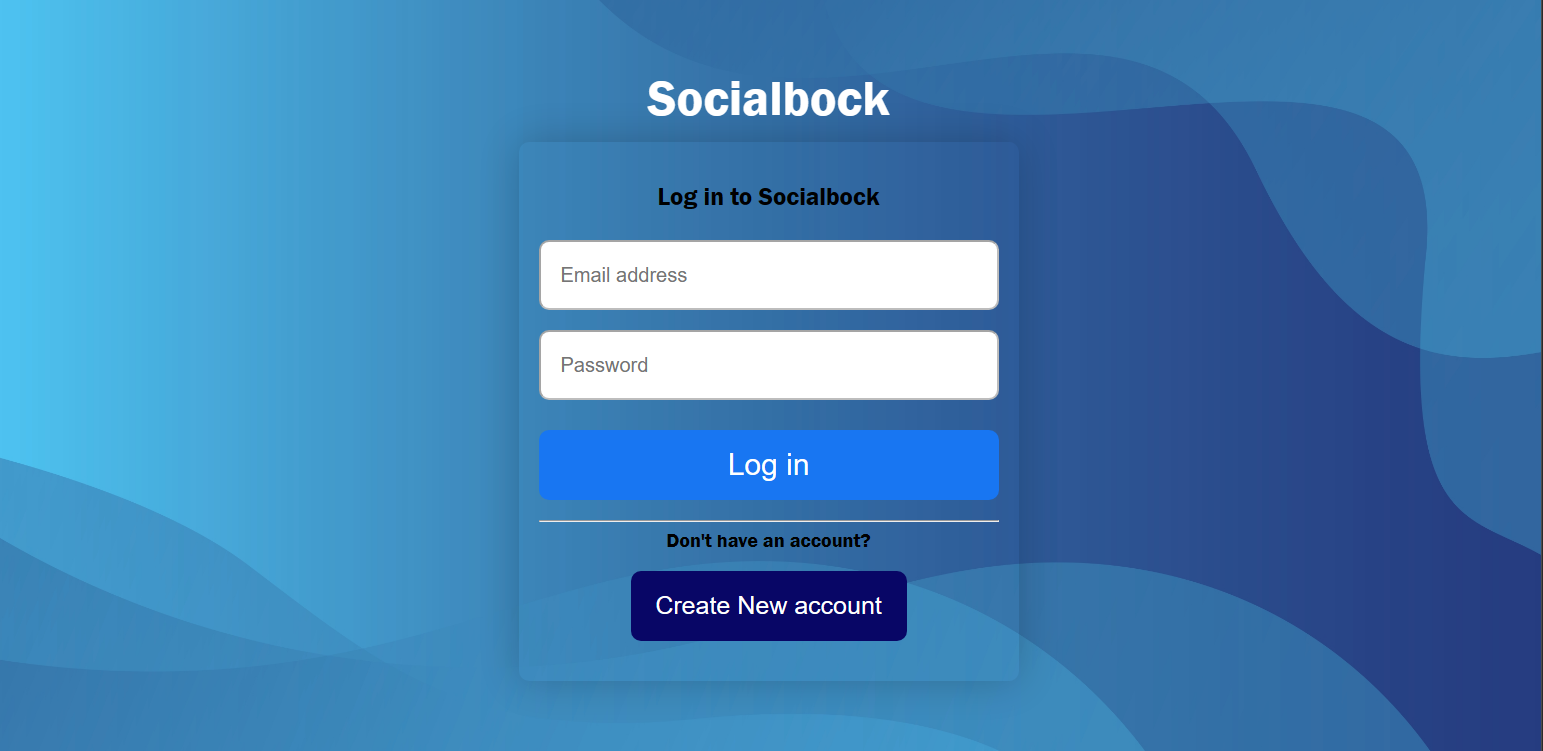 Socialbock
Log in to Socialbock
Email address
Password
Log in
Don't have an account?
Create New account